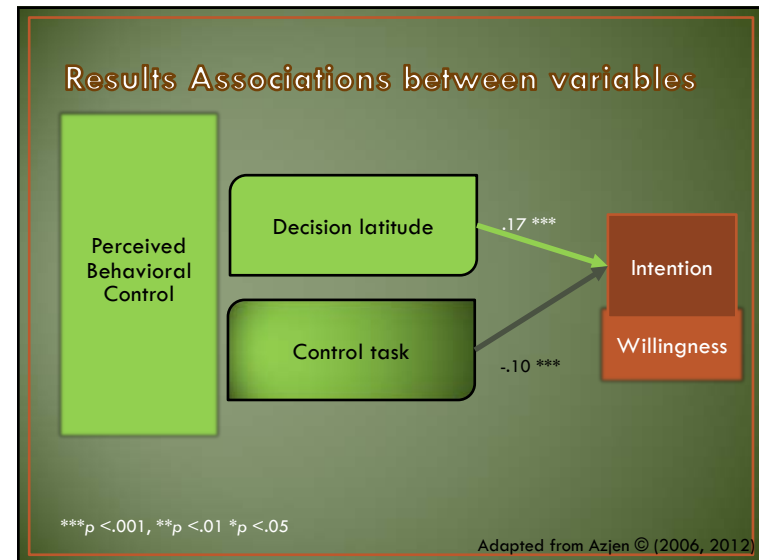 Results Associations between variables
Perceived
Behavioral
Control
Decision latitude
.17 ***
Control task
-.10 ***
Intention
Willingness
***p <.001, **p <.01 *p <.05
Adapted from Azjen © (2006, 2012)